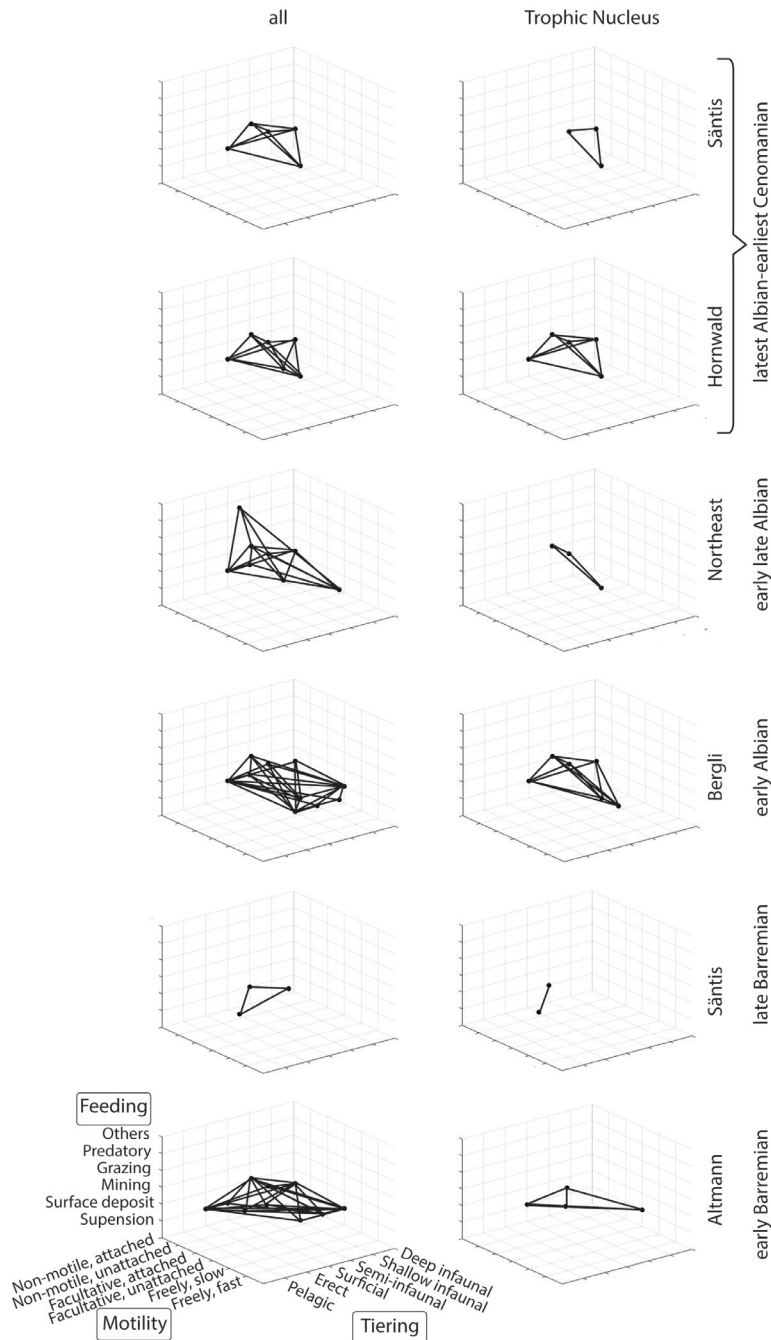 all
Trophic Nucleus
Säntis
Hornwald
latest Albian-earliest Cenomanian
Northeast
early late Albian
Bergli
early Albian
Säntis
late Barremian
Altmann
early Barremian
Feeding
Others
Predatory
Grazing
Mining
Surface deposit
Supension
Non-motile, attached
Non-motile, unattached
Facultative, attached
Facultative, unattached
Freely, slow
Freely, fast
Motility
Pelagic
Erect
Surficial
Semi-infaunal
Shallow infaunal
Deep infaunal
Tiering